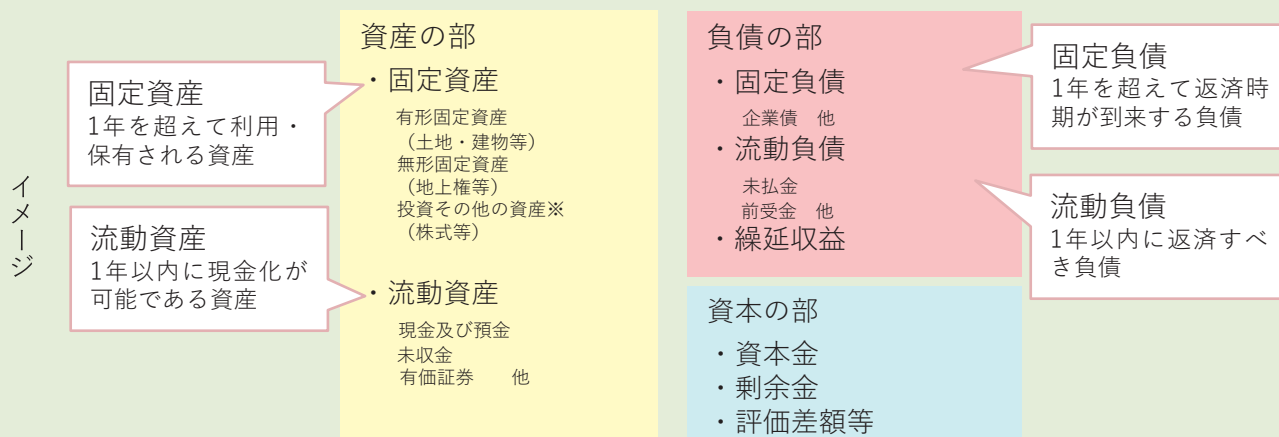 イメージ
資産の部
・固定資産
有形固定資産
（土地・建物等）
無形固定資産
（地上権等）
投資その他の資産※
（株式等）
・流動資産
現金及び預金
未収金
有価証券　他
固定資産
1年を超えて利用・
保有される資産
流動資産
1年以内に現金化が
可能である資産
負債の部
・固定負債
企業債　他
・流動負債
未払金
前受金　他
・繰延収益
固定負債
1年を超えて返済時
期が到来する負債
流動負債
1年以内に返済すべ
き負債
資本の部
・資本金
・剰余金
・評価差額等